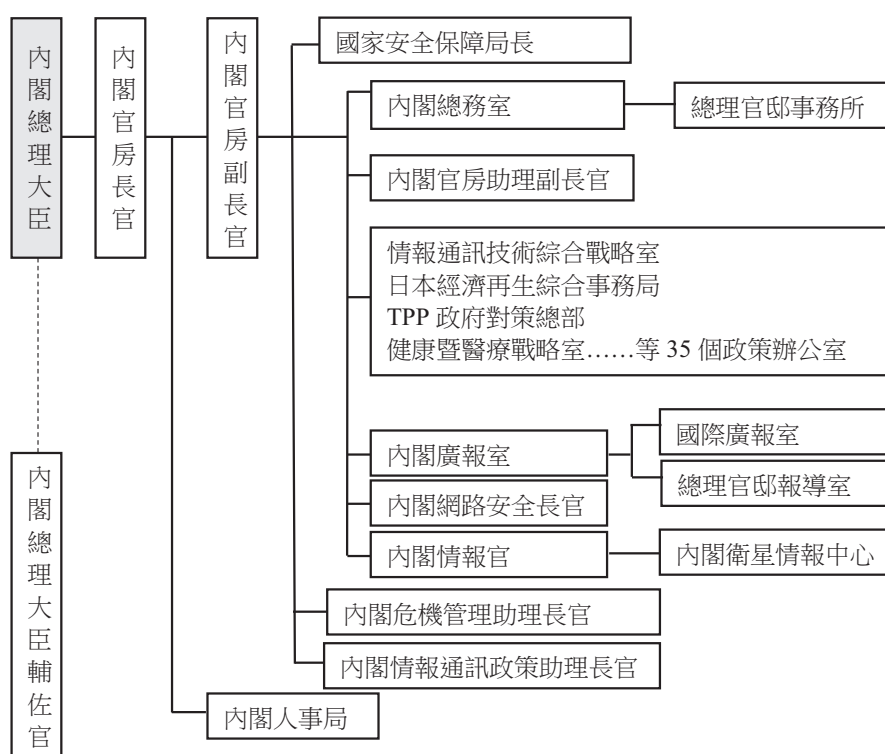 內閣總理大臣
內閣官房長官
內閣官房副長官
國家安全保障局長
內閣總務室
總理官邸事務所
內閣官房助理副長官
情報通訊技術綜合戰略室
日本經濟再生綜合事務局
TPP 政府對策總部
健康暨醫療戰略室……等 35 個政策辦公室
內閣廣報室
國際廣報室
總理官邸報導室
內閣網路安全長官
內閣情報官
內閣衛星情報中心
內閣危機管理助理長官
內閣情報通訊政策助理長官
內閣人事局
內閣總理大臣輔佐官